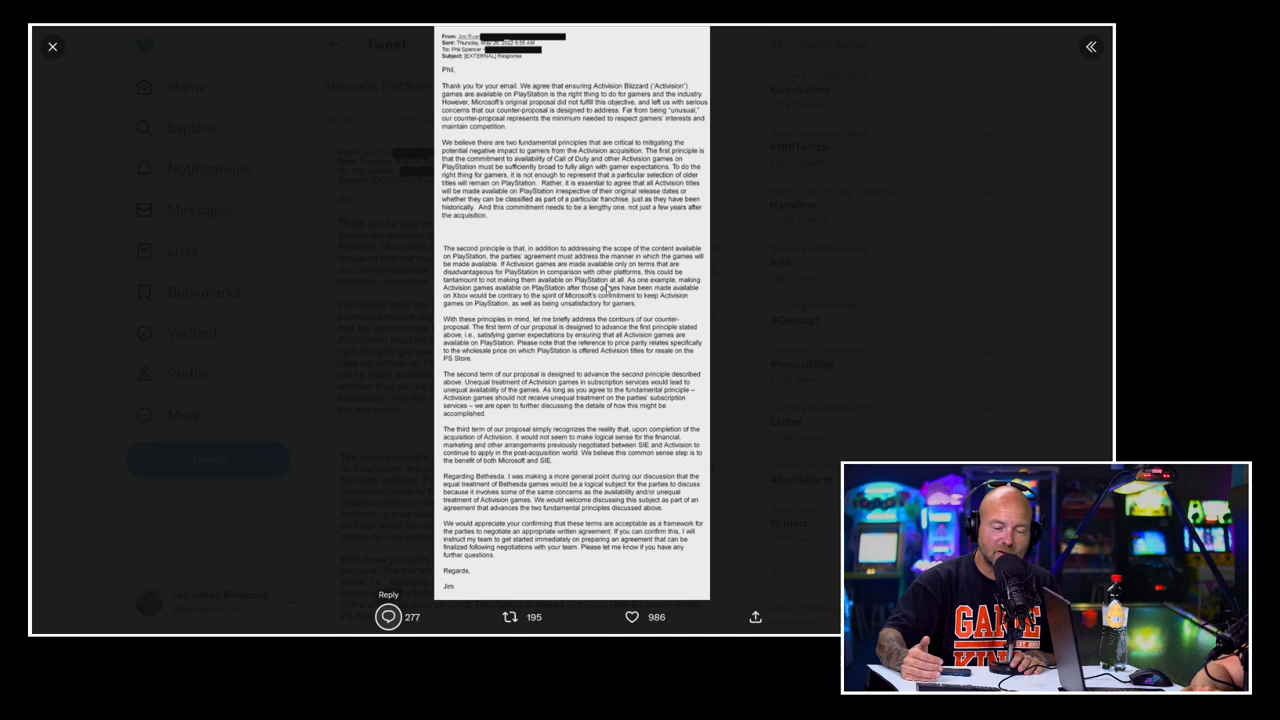 Tweet
From: Jim Ryan
Sent: Thursday, May 26, 2022 9:56 AM
To: Phil Spencer
Subject: [EXTERNAL] Response
Phil,
Thank you for your email. We agree that ensuring Activision Blizzard (“Activision”)
games are available on PlayStation is the right thing to do for gamers and the industry.
However, Microsoft's original proposal did not fulfill this objective, and left us with serious
concerns that our counter-proposal is designed to address. Far from being “unusual,”
our counter-proposal represents the minimum needed to respect gamers' interests and
maintain competition.
We believe there are two fundamental principles that are critical to mitigating the
potential negative impact to gamers from the Activision acquisition. The first principle is
that the commitment to availability of Call of Duty and other Activision games on
PlayStation must be sufficiently broad to fully align with gamer expectations. To do the
right thing for gamers, it is not enough to represent that a particular selection of older
titles will remain on PlayStation. Rather, it is essential to agree that all Activision titles
will be made available on PlayStation irrespective of their original release dates or
whether they can be classified as part of a particular franchise, just as they have been
historically. And this commitment needs to be a lengthy one, not just a few years after
the acquisition.
The second principle is that, in addition to addressing the scope of the content available
on PlayStation, the parties' agreement must address the manner in which the games will
be made available. If Activision games are made available only on terms that are
disadvantageous for PlayStation in comparison with other platforms, this could be
tantamount to not making them available on PlayStation at all. As one example, making
Activision games available on PlayStation after those games have been made available
on Xbox would be contrary to the spirit of Microsoft's commitment to keep Activision
games on PlayStation, as well as being unsatisfactory for gamers.
With these principles in mind, let me briefly address the contours of our counter-
proposal. The first term of our proposal is designed to advance the first principle stated
above, i.e., satisfying gamer expectations by ensuring that all Activision games are
available on PlayStation. Please note that the reference to price parity relates specifically
to the wholesale price on which PlayStation is offered Activision titles for resale on the
PS Store.
The second term of our proposal is designed to advance the second principle described
above. Unequal treatment of Activision games in subscription services would lead to
unequal availability of the games. As long as you agree to the fundamental principle –
Activision games should not receive unequal treatment on the parties' subscription
services – we are open to further discussing the details of how this might be
accomplished.
The third term of our proposal simply recognizes the reality that, upon completion of the
acquisition of Activision, it would not seem to make logical sense for the financial,
marketing and other arrangements previously negotiated between SIE and Activision to
continue to apply in the post-acquisition world. We believe this common sense step is to
the benefit of both Microsoft and SIE.
Regarding Bethesda, I was making a more general point during our discussion that the
equal treatment of Bethesda games would be a logical subject for the parties to discuss
because it involves some of the same concerns as the availability and/or unequal
treatment of Activision games. We would welcome discussing this subject as part of an
agreement that advances the two fundamental principles discussed above.
We would appreciate your confirming that these terms are acceptable as a framework for
the parties to negotiate an appropriate written agreement. If you can confirm this, I will
instruct my team to get started immediately on preparing an agreement that can be
finalized following negotiations with your team. Please let me know if you have any
further questions.
Regards,
Jim
Reply
277
195
986
Home
Explore
Notifications
Messages
Lists
Bookmarks
Verified
Profile
More
Tweet
Jan Johan Belderok
Kawekvlees
#RIPTwitter
Hamilton
Arib
#Omtzigt
#hoorsitting
Esther
Wilders
GAME
KING